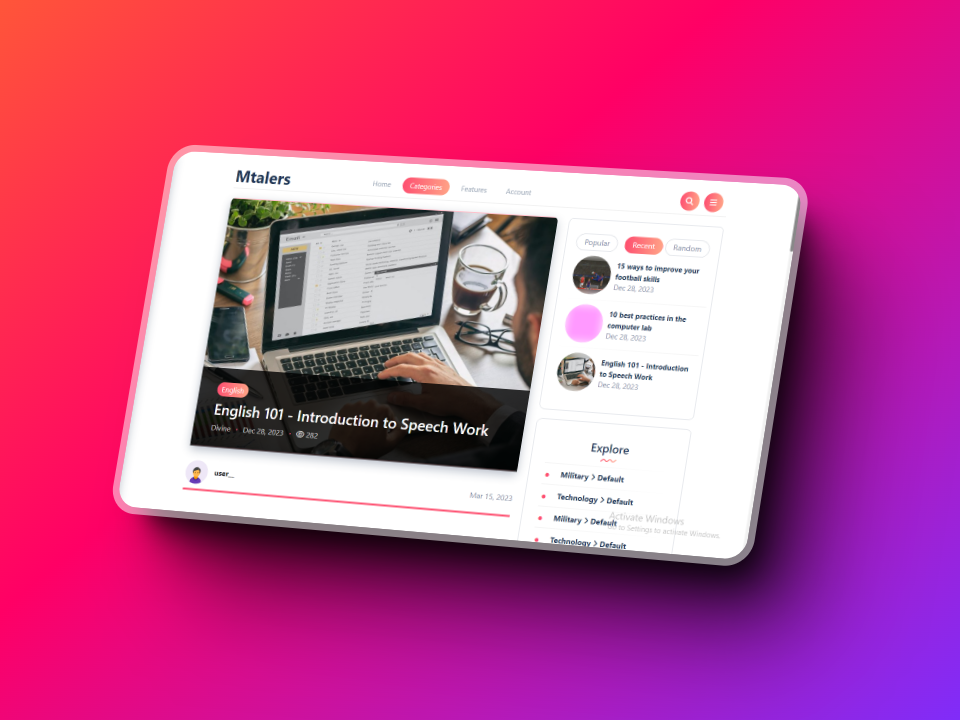 Mtalers
Home
Categories
Features
Account
Popular
Recent
Random
15 ways to improve your
football skills
Dec 28, 2023
10 best practices in the
computer lab
Dec 28, 2023
English 101 - Introduction
to Speech Work
Dec 28, 2023
Email
English
English 101 - Introduction to Speech Work
Divine · Dec 28, 2023 · 282
user__
Mar 15, 2023
Explore
Military > Default
Technology > Default
Military > Default
Technology > Default
Activate Windows
Go to Settings to activate Windows.